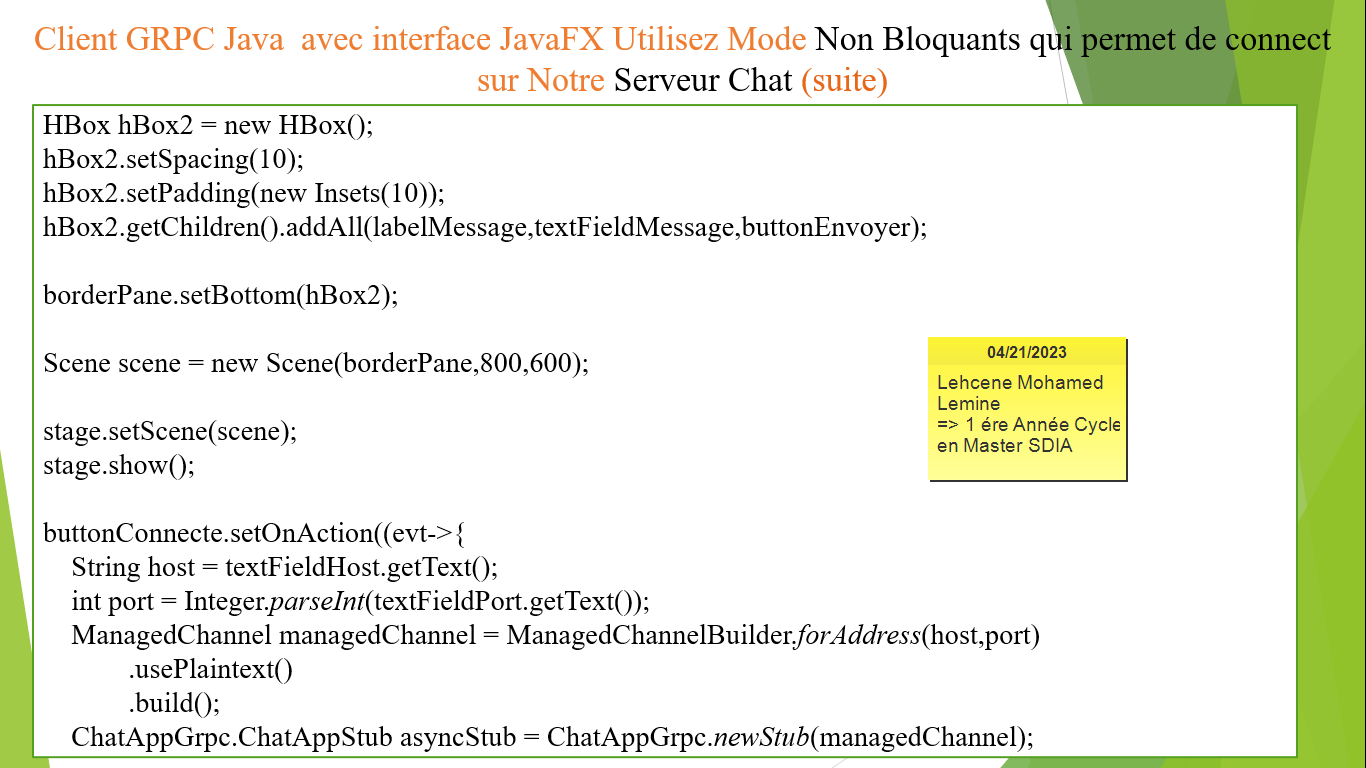 Client GRPC Java  avec interface JavaFX Utilisez Mode Non Bloquants qui permet de connect
sur Notre Serveur Chat (suite)
HBox hBox2 = new HBox();
hBox2.setSpacing(10);
hBox2.setPadding(new Insets(10));
hBox2.getChildren().addAll(labelMessage,textFieldMessage,buttonEnvoyer);
borderPane.setBottom(hBox2);
Scene scene = new Scene(borderPane,800,600);
stage.setScene(scene);
stage.show();
buttonConnecte.setOnAction((evt->{
String host = textFieldHost.getText();
int port = Integer.parseInt(textFieldPort.getText());
ManagedChannel managedChannel = ManagedChannelBuilder.forAddress(host,port)
.usePlaintext()
.build();
ChatAppGrpc.ChatAppStub asyncStub = ChatAppGrpc.newStub(managedChannel);
04/21/2023
Lehcene Mohamed
Lemine
=> 1 ére Année Cycle
en Master SDIA